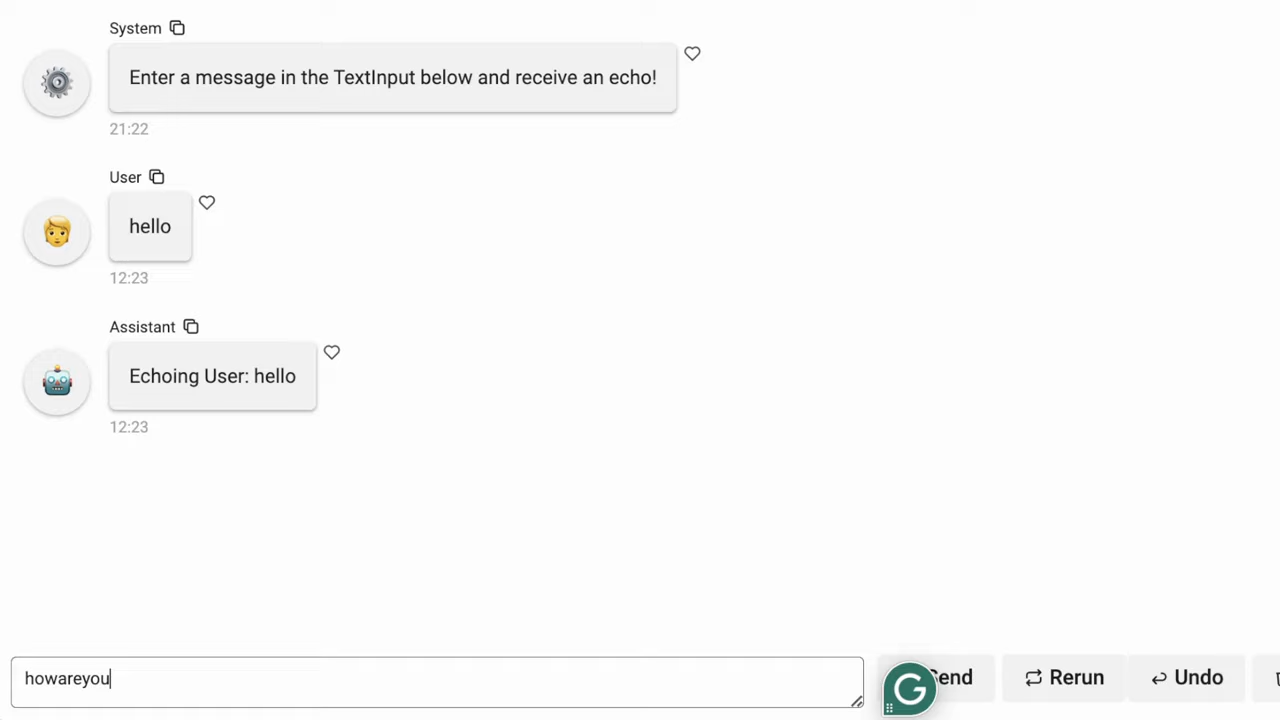 System
Enter a message in the TextInput below and receive an echo!
21:22
User
hello
12:23
Assistant
Echoing User: hello
12:23
howareyou
end
Rerun
Undo